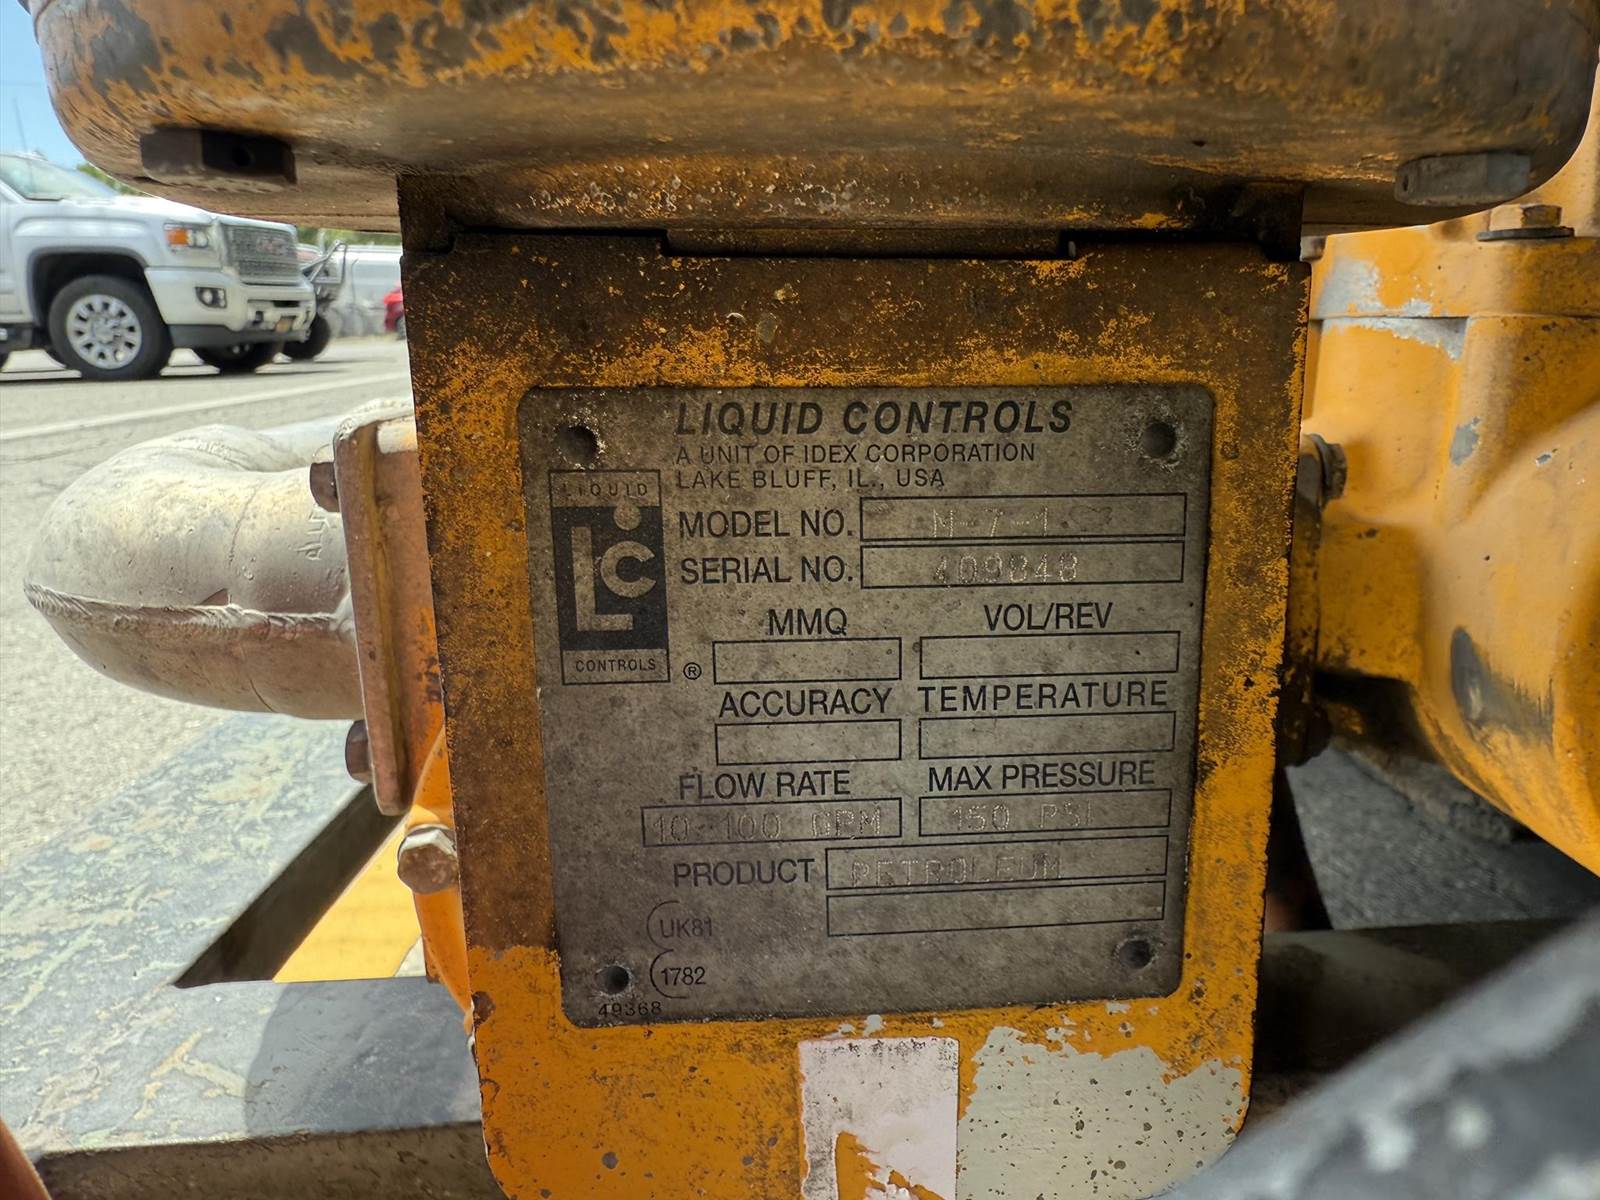 LIQUID CONTROLS
A UNIT OF IDEX CORPORATION
LAKE BLUFF, IL., USA
LIQUID
LC
CONTROLS
®
MODEL NO. M-7-1
SERIAL NO. 409848
MMQ VOL/REV
ACCURACY TEMPERATURE
FLOW RATE MAX PRESSURE
10-100 GPM 150 PSI
PRODUCT PETROLEUM
UK81
1782
49368